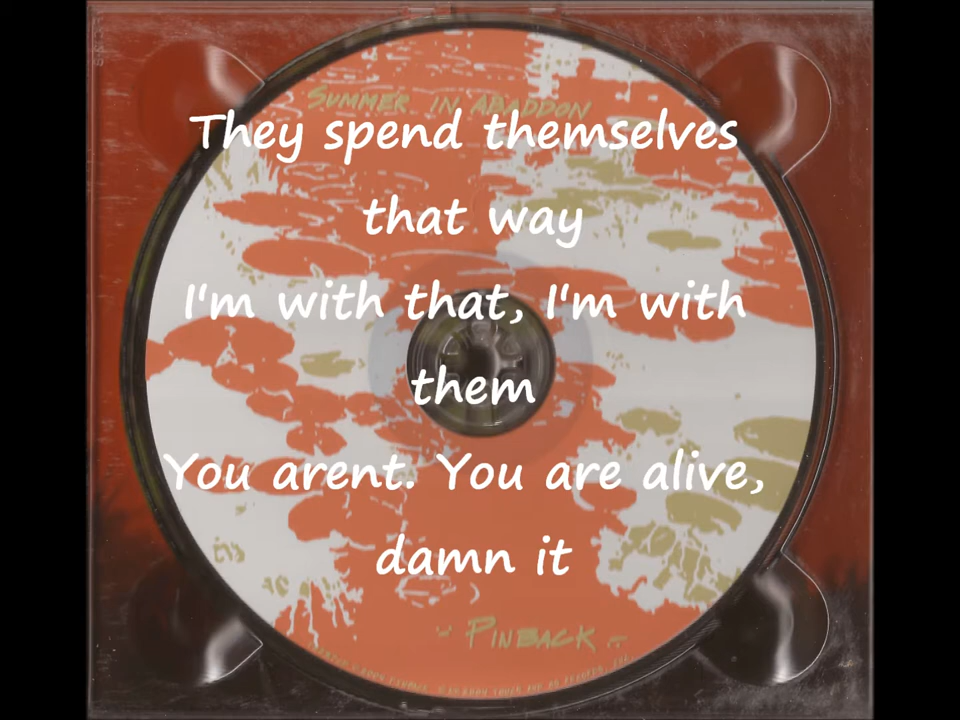 SUMMER IN ABADDON
They spend themselves
that way
I'm with that, I'm with
them
You arent. You are alive,
damn it
- PINBACK -